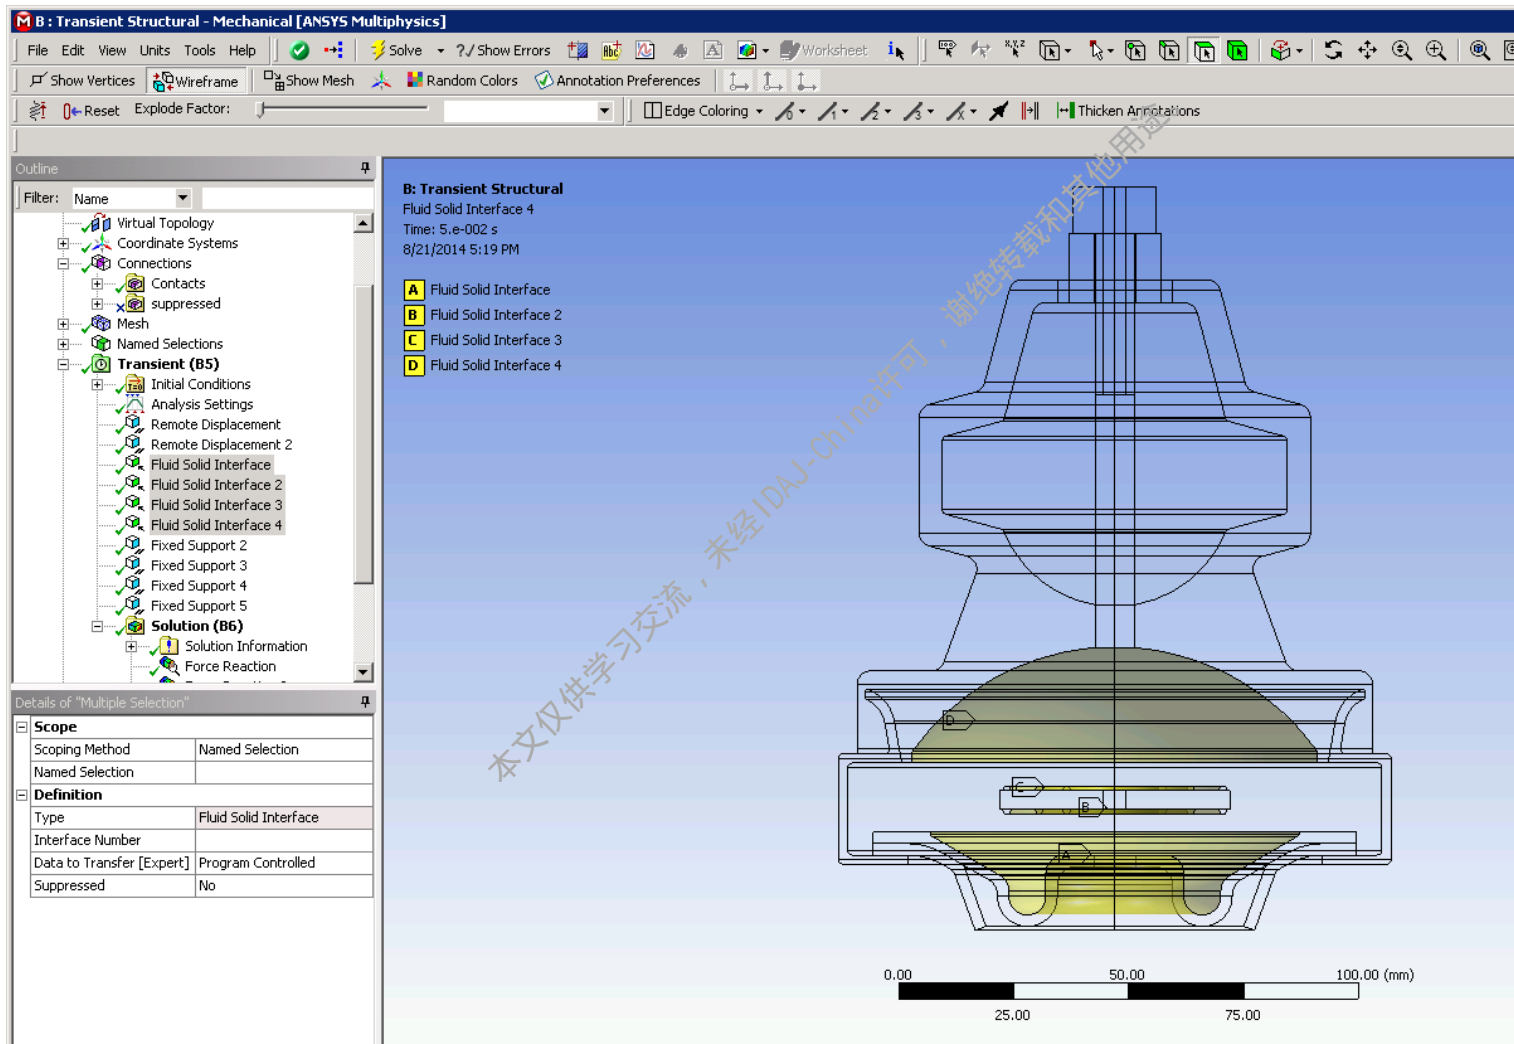 B : Transient Structural - Mechanical [ANSYS Multiphysics]
File Edit View Units Tools Help Solve ?/ Show Errors Worksheet
Show Vertices Wireframe Show Mesh Random Colors Annotation Preferences
Reset Explode Factor: Edge Coloring Thicken Annotations
Outline
Filter: Name
Virtual Topology
Coordinate Systems
Connections
Contacts
suppressed
Mesh
Named Selections
Transient (B5)
Initial Conditions
Analysis Settings
Remote Displacement
Remote Displacement 2
Fluid Solid Interface
Fluid Solid Interface 2
Fluid Solid Interface 3
Fluid Solid Interface 4
Fixed Support 2
Fixed Support 3
Fixed Support 4
Fixed Support 5
Solution (B6)
Solution Information
Force Reaction
Details of "Multiple Selection"
Scope
Scoping Method Named Selection
Named Selection
Definition
Type Fluid Solid Interface
Interface Number
Data to Transfer [Expert] Program Controlled
Suppressed No
B: Transient Structural
Fluid Solid Interface 4
Time: 5.e-002 s
8/21/2014 5:19 PM
A Fluid Solid Interface
B Fluid Solid Interface 2
C Fluid Solid Interface 3
D Fluid Solid Interface 4
D
C
B
A
0.00 50.00 100.00 (mm)
25.00 75.00
本文仅供学习交流，未经IDAJ-China许可，谢绝转载和其他用途